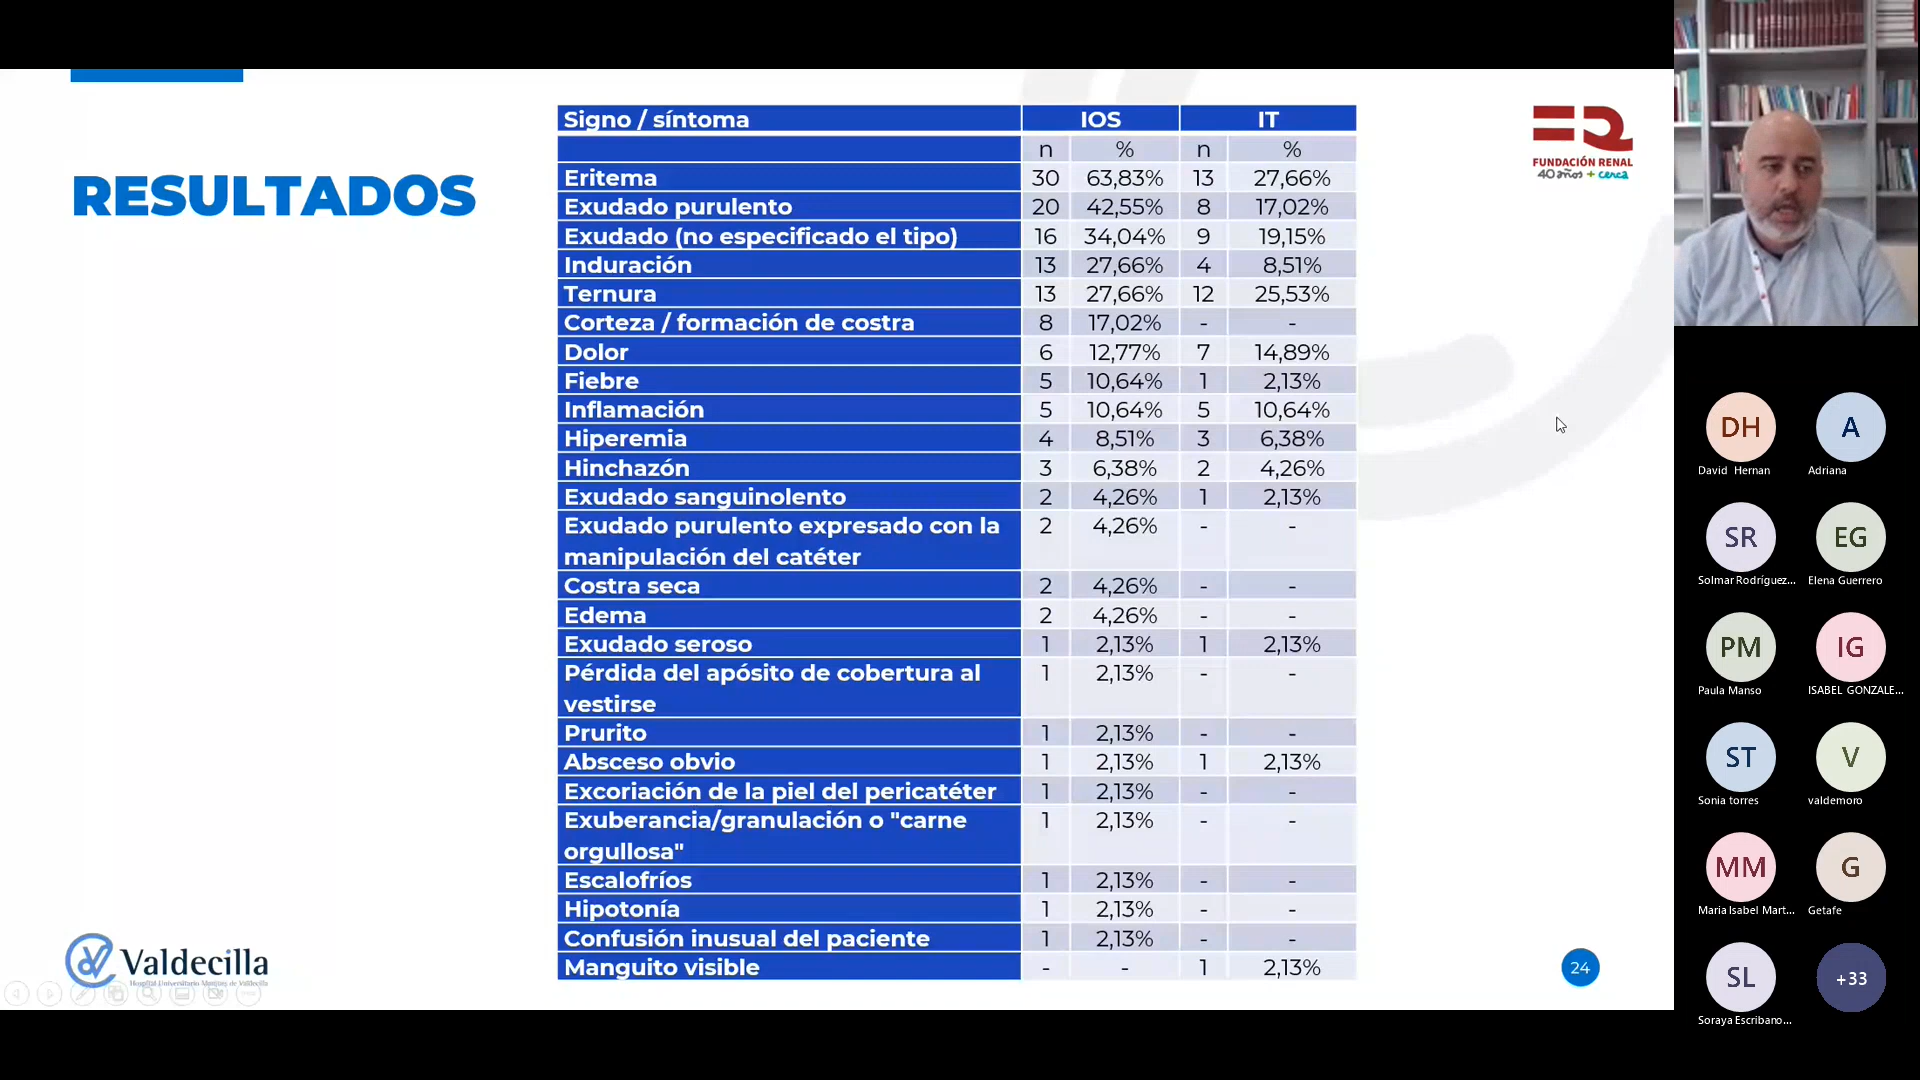 RESULTADOS
Signo / síntoma IOS IT
n % n %
Eritema 30 63,83% 13 27,66%
Exudado purulento 20 42,55% 8 17,02%
Exudado (no especificado el tipo) 16 34,04% 9 19,15%
Induración 13 27,66% 4 8,51%
Ternura 13 27,66% 12 25,53%
Corteza / formación de costra 8 17,02% - -
Dolor 6 12,77% 7 14,89%
Fiebre 5 10,64% 1 2,13%
Inflamación 5 10,64% 5 10,64%
Hiperemia 4 8,51% 3 6,38%
Hinchazón 3 6,38% 2 4,26%
Exudado sanguinolento 2 4,26% 1 2,13%
Exudado purulento expresado con la 2 4,26% - -
manipulación del catéter
Costra seca 2 4,26% - -
Edema 2 4,26% - -
Exudado seroso 1 2,13% 1 2,13%
Pérdida del apósito de cobertura al 1 2,13% - -
vestirse
Prurito 1 2,13% - -
Absceso obvio 1 2,13% 1 2,13%
Excoriación de la piel del pericatéter 1 2,13% - -
Exuberancia/granulación o "carne 1 2,13% - -
orgullosa"
Escalofríos 1 2,13% - -
Hipotonía 1 2,13% - -
Confusión inusual del paciente 1 2,13% - -
Manguito visible - - 1 2,13%
FUNDACIÓN RENAL
40 años + cerca
Valdecilla
Hospital Universitario Marqués de Valdecilla
24
DH A
David Hernan Adriana
SR EG
Solmar Rodríguez... Elena Guerrero
PM IG
Paula Manso ISABEL GONZALE...
ST V
Sonia torres valdemoro
MM G
Maria Isabel Mart... Getafe
SL +33
Soraya Escribano...